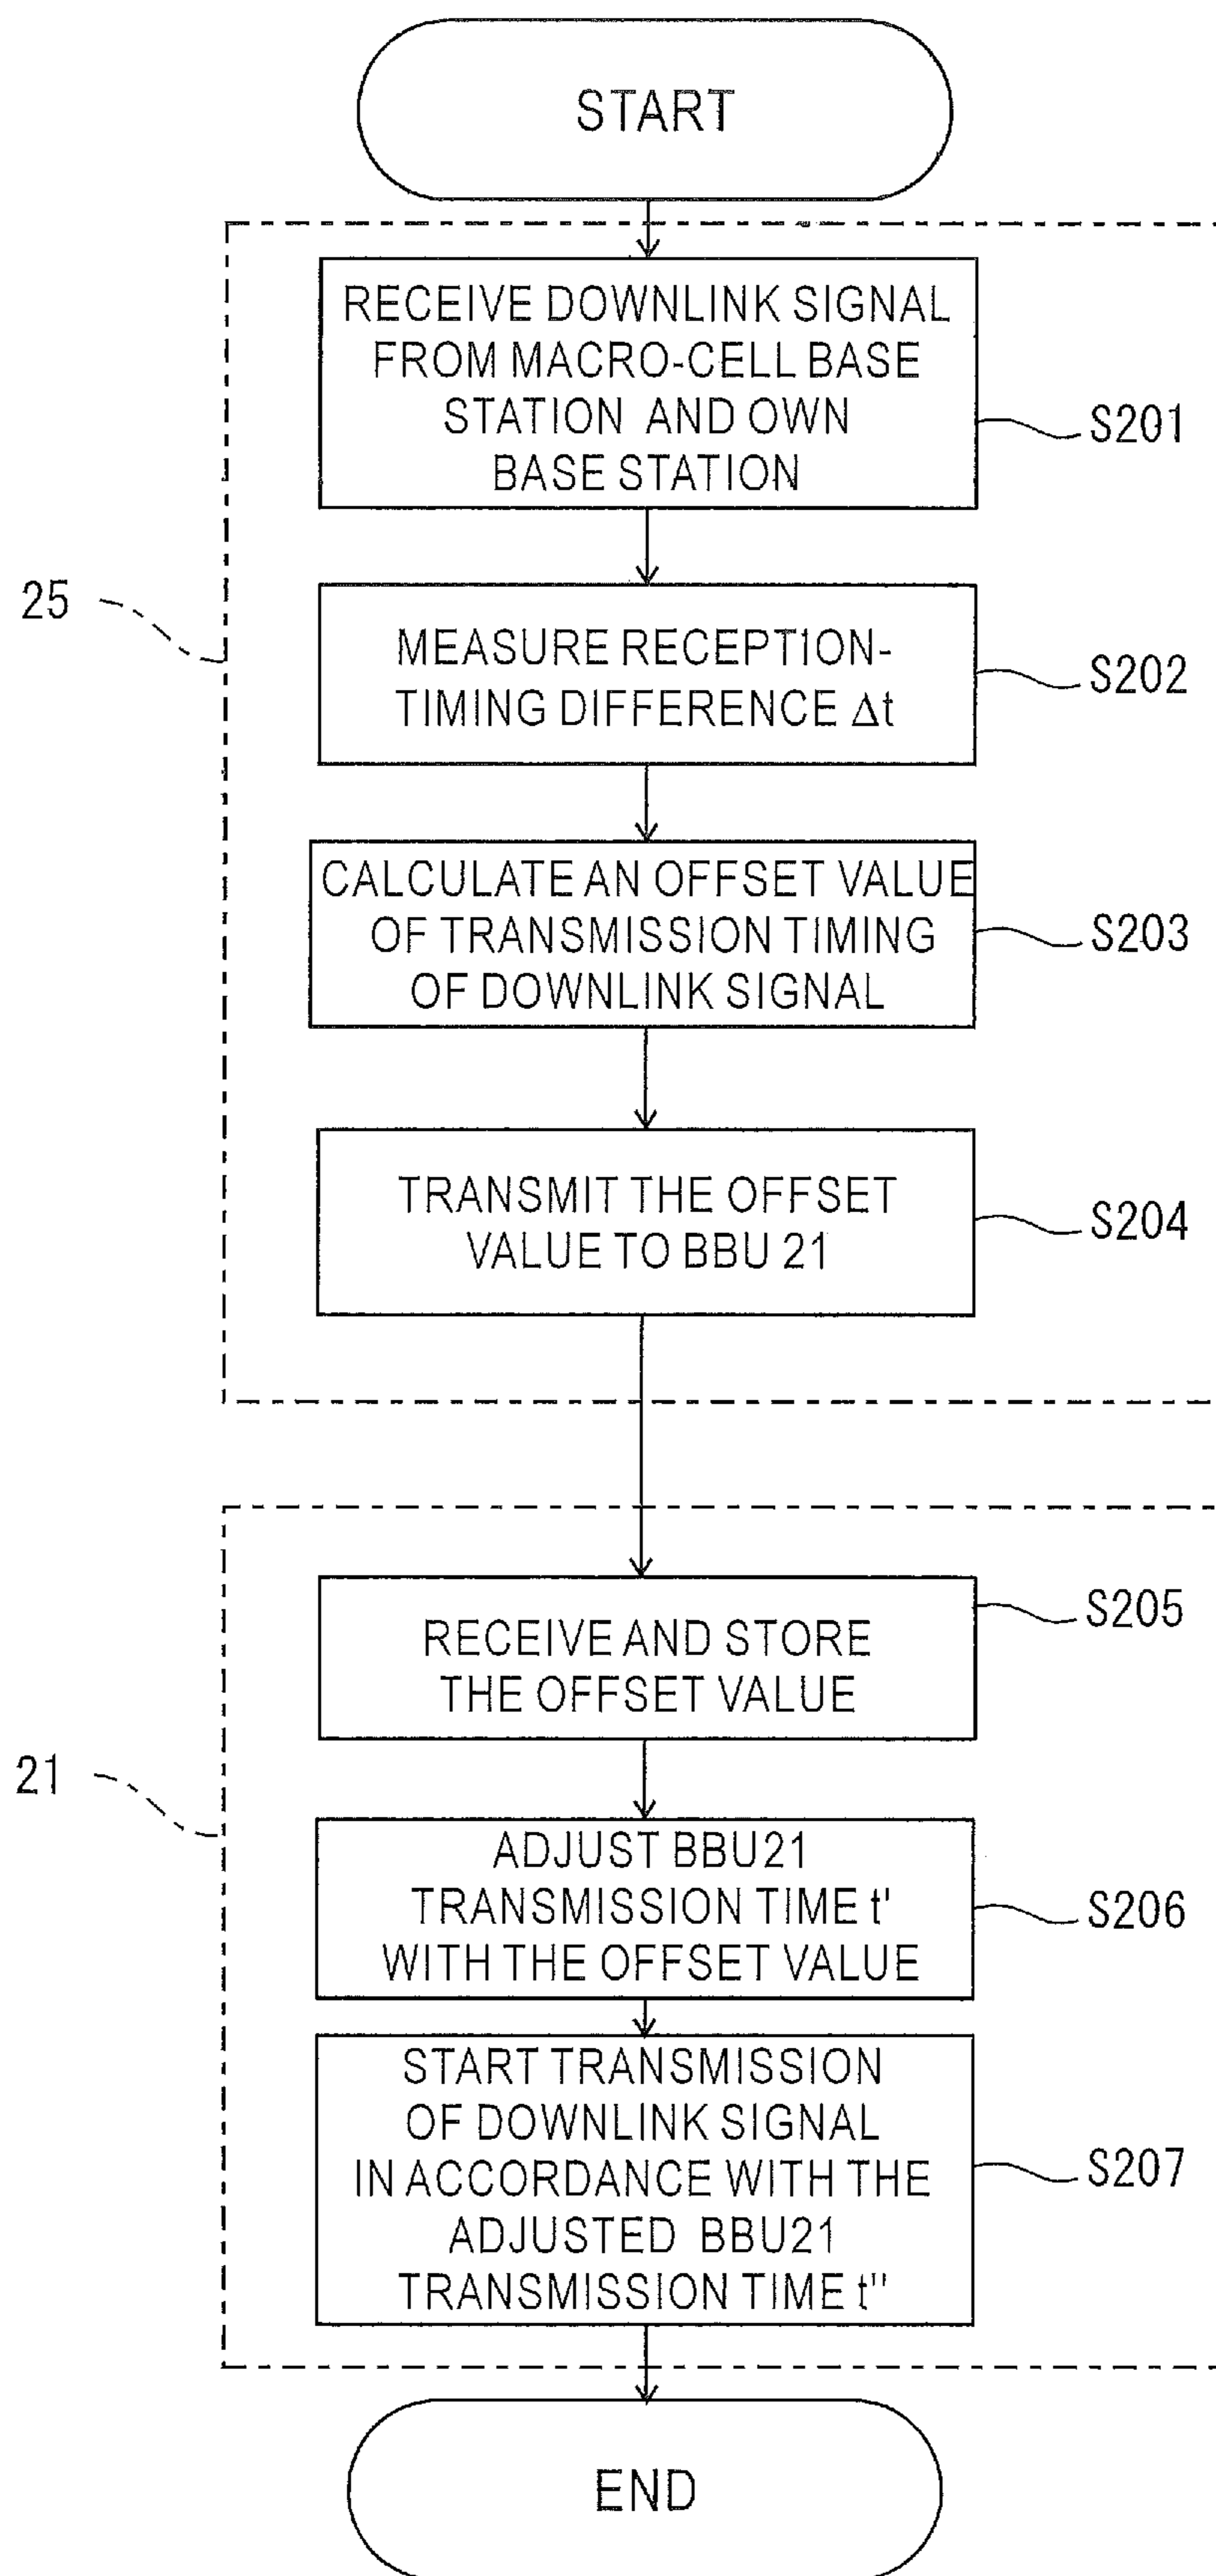 START
RECEIVE DOWNLINK SIGNAL
FROM MACRO-CELL BASE
STATION AND OWN
BASE STATION
S201
25
MEASURE RECEPTION-
TIMING DIFFERENCE Δt
S202
CALCULATE AN OFFSET VALUE
OF TRANSMISSION TIMING
OF DOWNLINK SIGNAL
S203
TRANSMIT THE OFFSET
VALUE TO BBU 21
S204
RECEIVE AND STORE
THE OFFSET VALUE
S205
21
ADJUST BBU21
TRANSMISSION TIME t'
WITH THE OFFSET VALUE
S206
START TRANSMISSION
OF DOWNLINK SIGNAL
IN ACCORDANCE WITH THE
ADJUSTED BBU21
TRANSMISSION TIME t"
S207
END